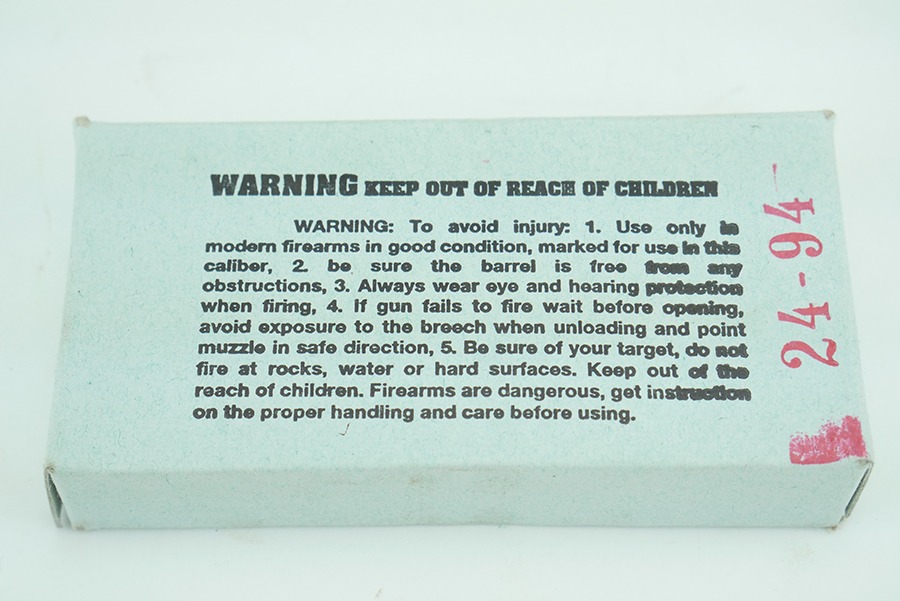 WARNING KEEP OUT OF REACH OF CHILDREN
WARNING: To avoid injury: 1. Use only in
modern firearms in good condition, marked for use in this
caliber, 2. be sure the barrel is free from any
obstructions, 3. Always wear eye and hearing protection
when firing, 4. If gun fails to fire wait before opening,
avoid exposure to the breech when unloading and point
muzzle in safe direction, 5. Be sure of your target, do not
fire at rocks, water or hard surfaces. Keep out of the
reach of children. Firearms are dangerous, get instruction
on the proper handling and care before using.
24-94